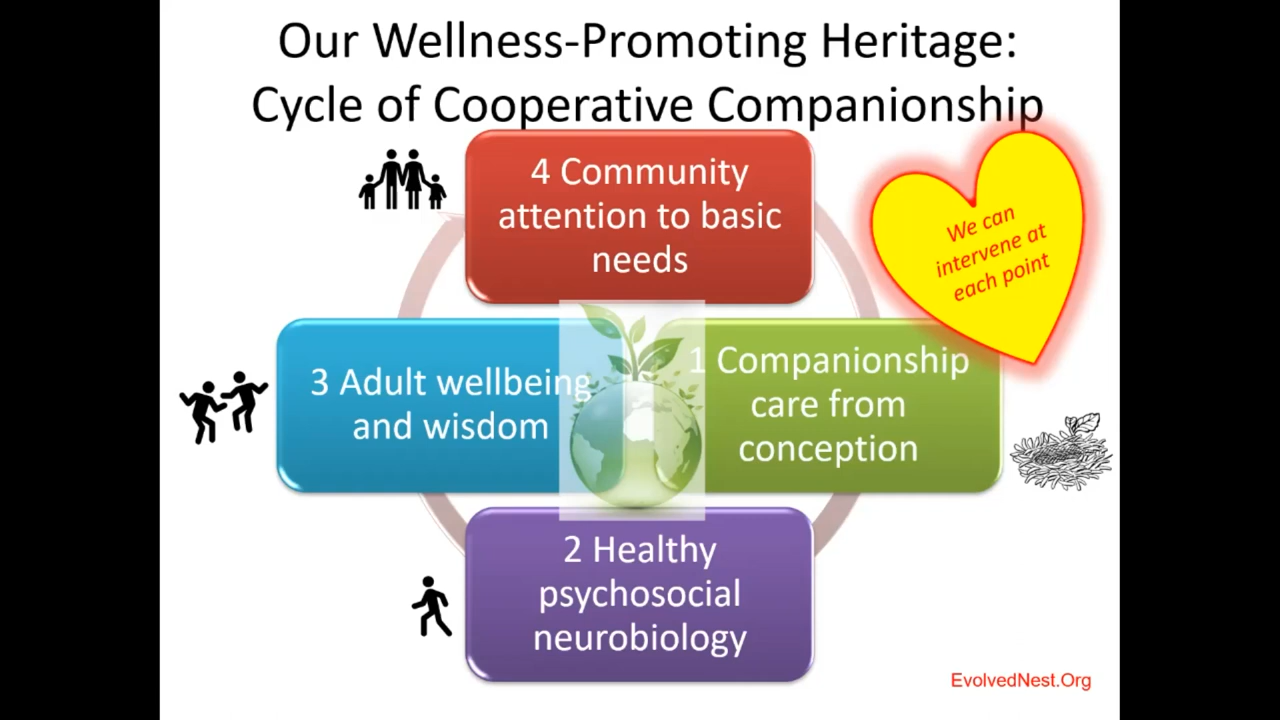 Our Wellness-Promoting Heritage:
Cycle of Cooperative Companionship
4 Community
attention to basic
needs
We can
intervene at
each point
3 Adult wellbeing
and wisdom
1 Companionship
care from
conception
2 Healthy
psychosocial
neurobiology
EvolvedNest.Org